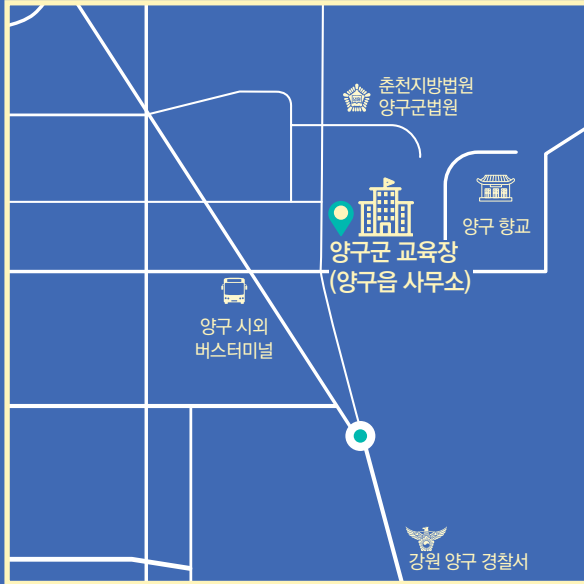 춘천지방법원
양구군법원
양구 향교
양구군 교육장
(양구읍 사무소)
양구 시외
버스터미널
강원 양구 경찰서